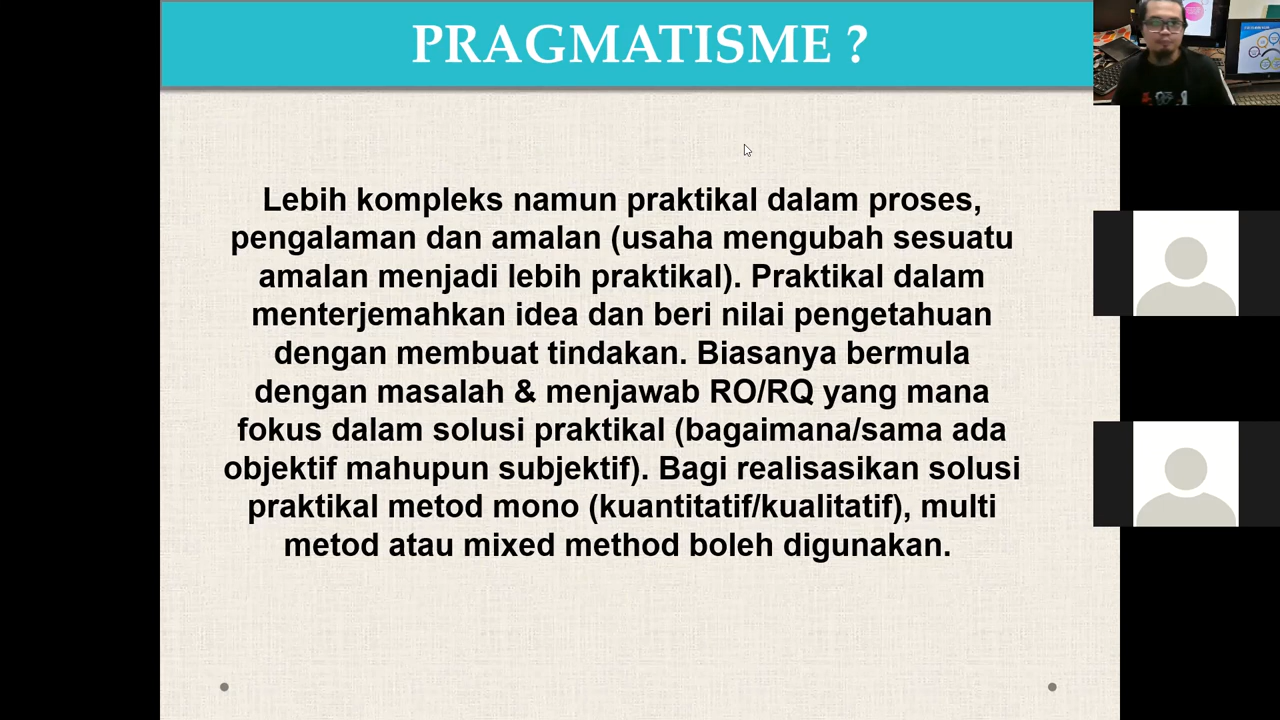 PRAGMATISME ?
Lebih kompleks namun praktikal dalam proses,
pengalaman dan amalan (usaha mengubah sesuatu
amalan menjadi lebih praktikal). Praktikal dalam
menterjemahkan idea dan beri nilai pengetahuan
dengan membuat tindakan. Biasanya bermula
dengan masalah & menjawab RO/RQ yang mana
fokus dalam solusi praktikal (bagaimana/sama ada
objektif mahupun subjektif). Bagi realisasikan solusi
praktikal metod mono (kuantitatif/kualitatif), multi
metod atau mixed method boleh digunakan.